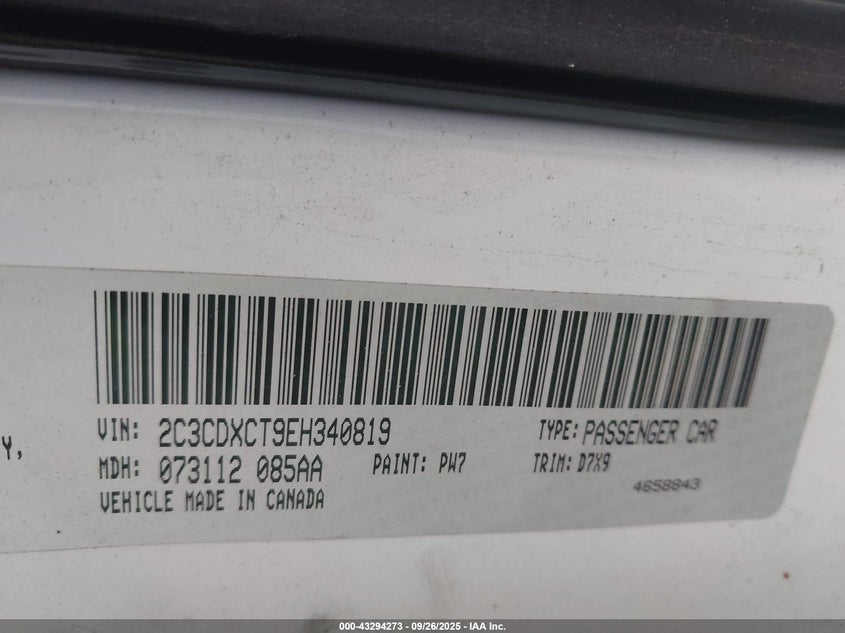 VIN: 2C3CDXCT9EH340819
TYPE: PASSENGER CAR
Y,
MDH: 073112 085AA
PAINT: PW7
TRIM: D7X9
VEHICLE MADE IN CANADA
4658843
000-43294273 - 09/26/2025 - IAA Inc.